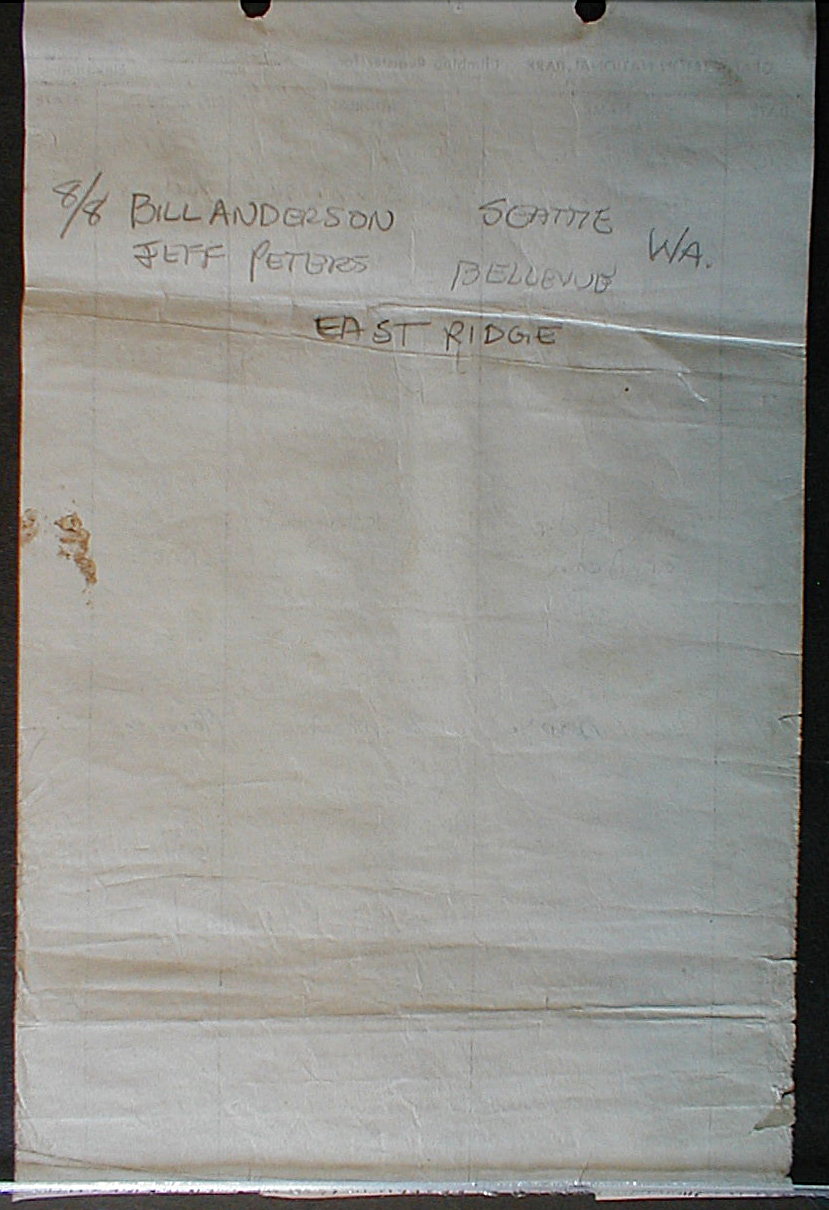 8/8 BILL ANDERSON SEATTLE WA.
JEFF PETERS BELLEVUE
EAST RIDGE